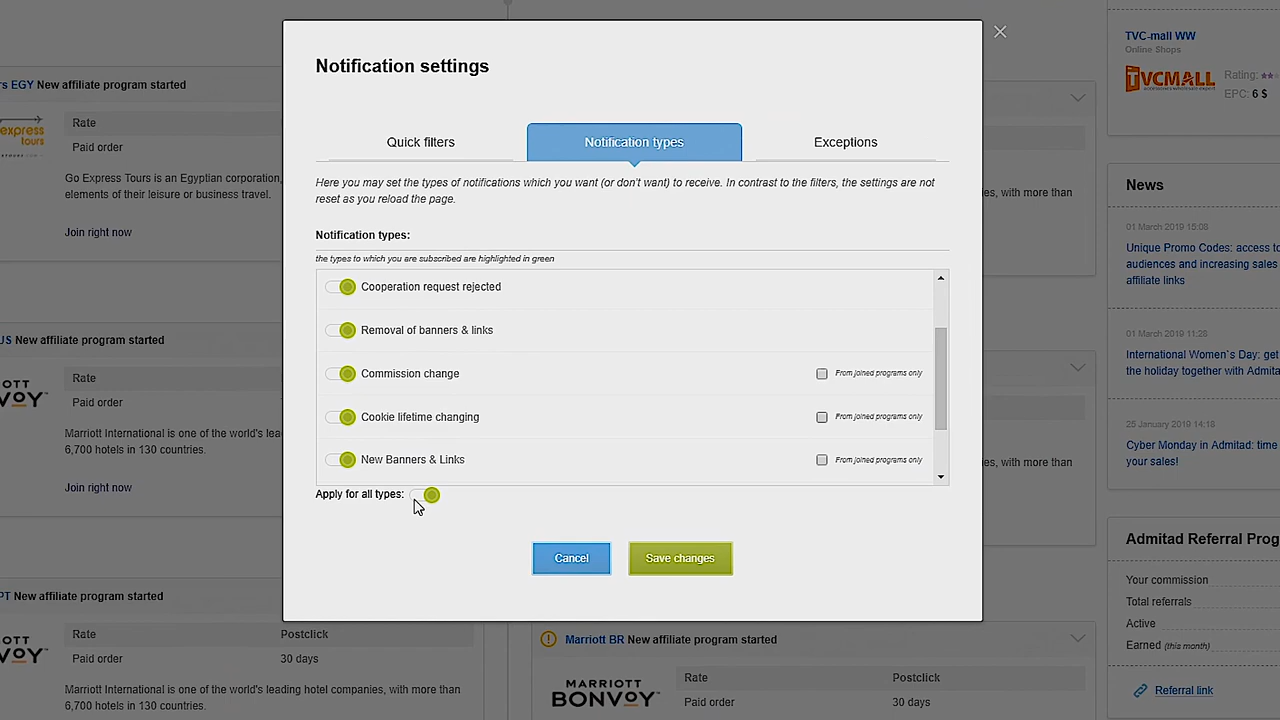 TVC-mall WW
Online Shops
TVCMALL
Rating:
EPC: 6 $
rs EGY New affiliate program started
express
tours
Rate
Paid order
Go Express Tours is an Egyptian corporation,
elements of their leisure or business travel.
Join right now
US New affiliate program started
OTT
VOY
Rate
Paid order
Marriott International is one of the world's lea
6,700 hotels in 130 countries.
Join right now
PT New affiliate program started
OTT
VOY
Rate Postclick
Paid order 30 days
Marriott International is one of the world's leading hotel companies, with more than
6,700 hotels in 130 countries.
Notification settings
Quick filters Notification types Exceptions
Here you may set the types of notifications which you want (or don't want) to receive. In contrast to the filters, the settings are not
reset as you reload the page.
Notification types:
the types to which you are subscribed are highlighted in green
Cooperation request rejected
Removal of banners & links
Commission change From joined programs only
Cookie lifetime changing From joined programs only
New Banners & Links From joined programs only
Apply for all types:
Cancel Save changes
es, with more than
es, with more than
Marriott BR New affiliate program started
MARRIOTT
BONVOY
Rate Postclick
Paid order 30 days
News
01 March 2019 15:08
Unique Promo Codes: access to
audiences and increasing sales
affiliate links
01 March 2019 11:28
International Women`s Day: get
the holiday together with Admita
25 January 2019 14:18
Cyber Monday in Admitad: time
your sales!
Admitad Referral Prog
Your commission
Total referrals
Active
Earned (this month)
Referral link